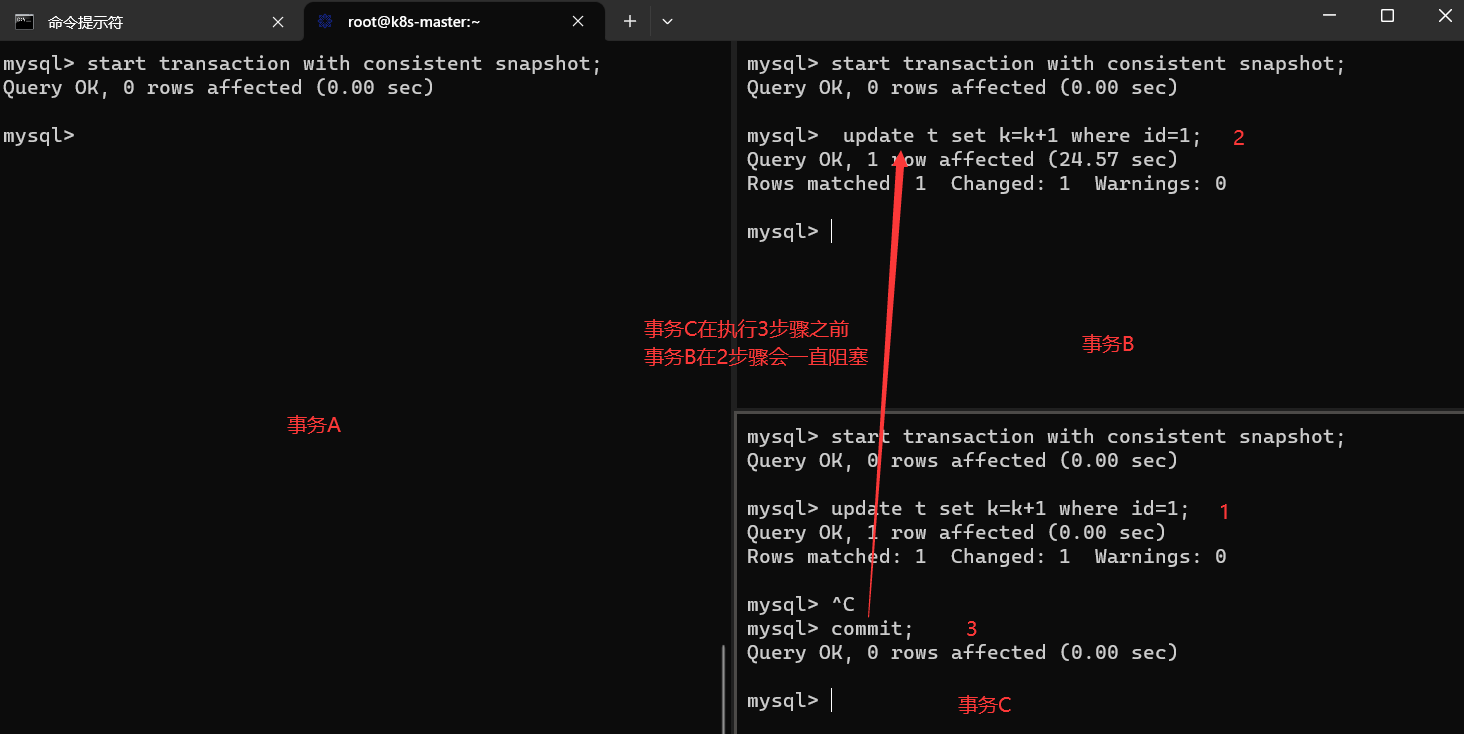 命令提示符
root@k8s-master:~
mysql> start transaction with consistent snapshot;
Query OK, 0 rows affected (0.00 sec)
mysql>
事务A
mysql> start transaction with consistent snapshot;
Query OK, 0 rows affected (0.00 sec)
mysql>  update t set k=k+1 where id=1; 2
Query OK, 1 row affected (24.57 sec)
Rows matched: 1  Changed: 1  Warnings: 0
mysql>
事务C在执行3步骤之前
事务B在2步骤会一直阻塞
事务B
mysql> start transaction with consistent snapshot;
Query OK, 0 rows affected (0.00 sec)
mysql> update t set k=k+1 where id=1; 1
Query OK, 1 row affected (0.00 sec)
Rows matched: 1  Changed: 1  Warnings: 0
mysql> ^C
mysql> commit; 3
Query OK, 0 rows affected (0.00 sec)
mysql>
事务C